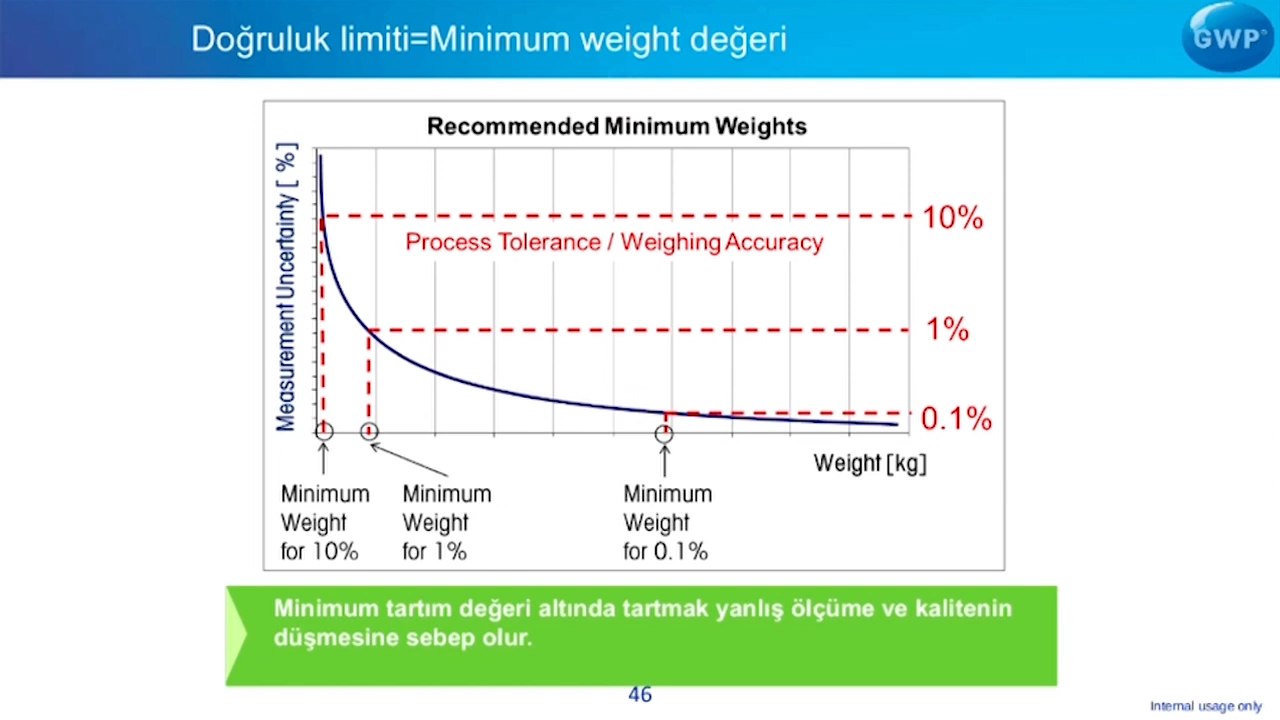 Doğruluk limiti=Minimum weight değeri
GWP®
Recommended Minimum Weights
Measurement Uncertainty [ %]
10%
Process Tolerance / Weighing Accuracy
1%
0.1%
Weight [kg]
Minimum
Weight
for 10%
Minimum
Weight
for 1%
Minimum
Weight
for 0.1%
Minimum tartım değeri altında tartmak yanlış ölçüme ve kalitenin
düşmesine sebep olur.
46
Internal usage only